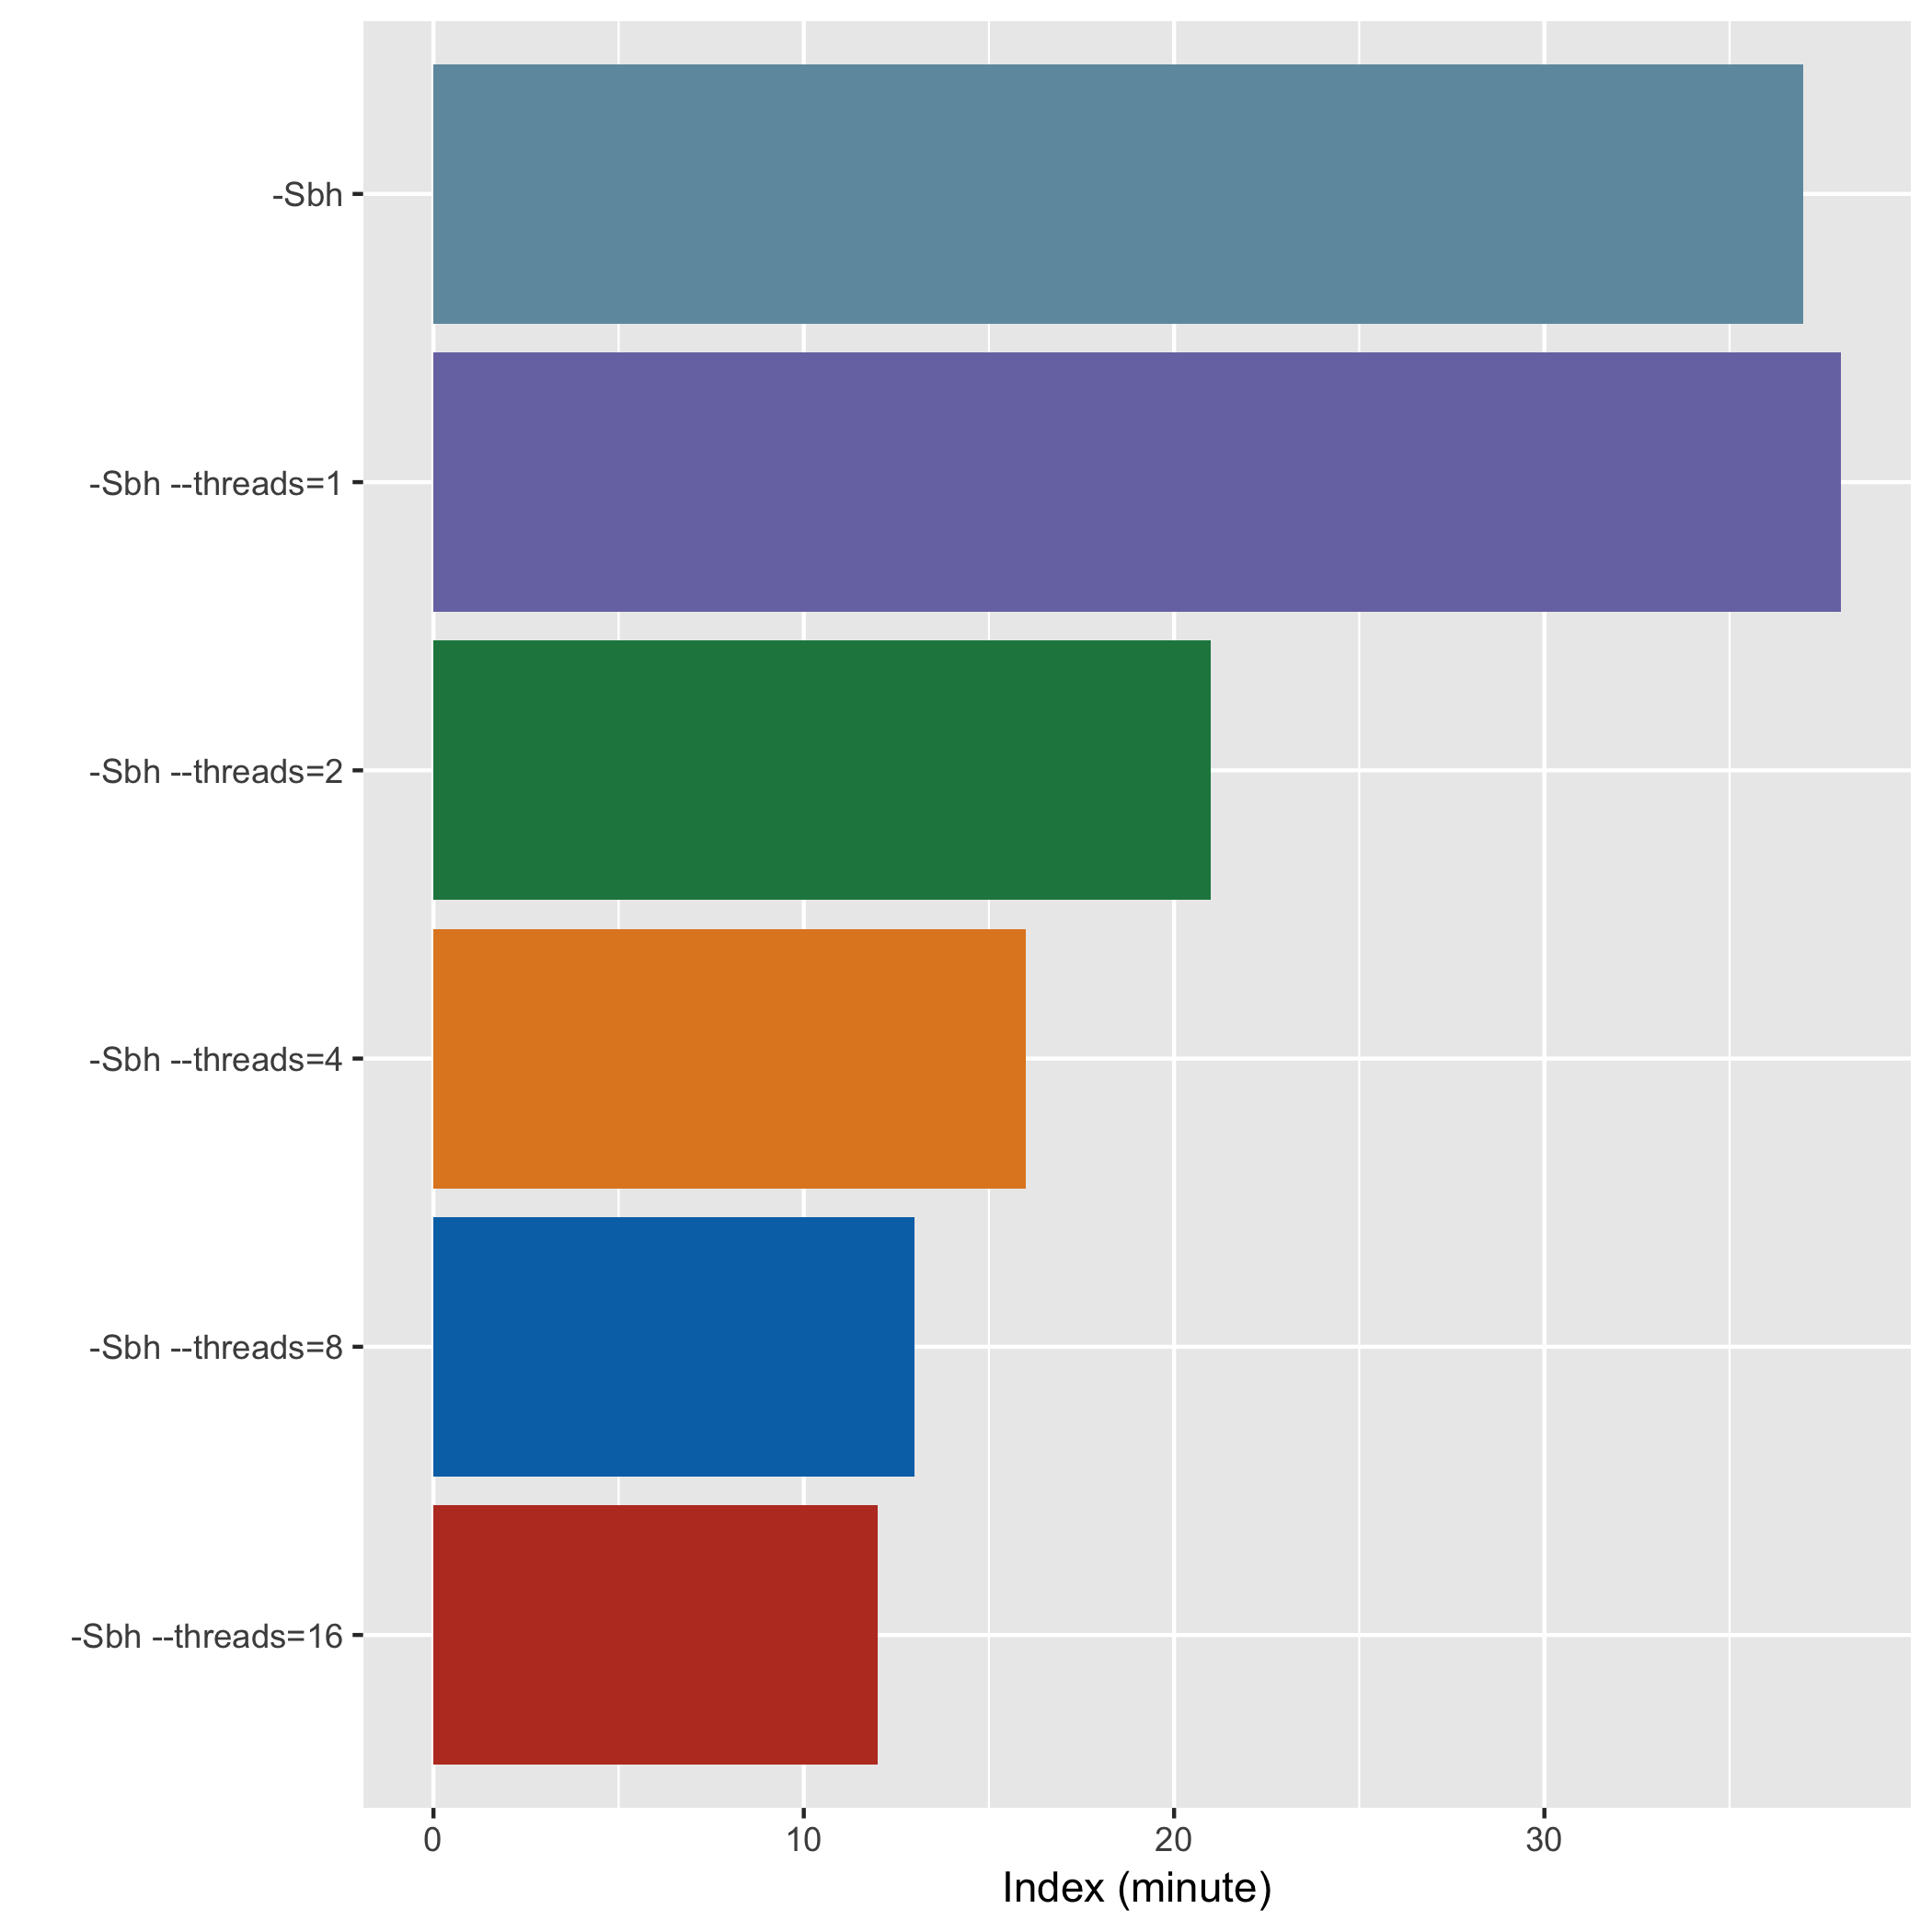 -Sbh
-Sbh --threads=1
-Sbh --threads=2
-Sbh --threads=4
-Sbh --threads=8
-Sbh --threads=16
0 10 20 30
Index (minute)